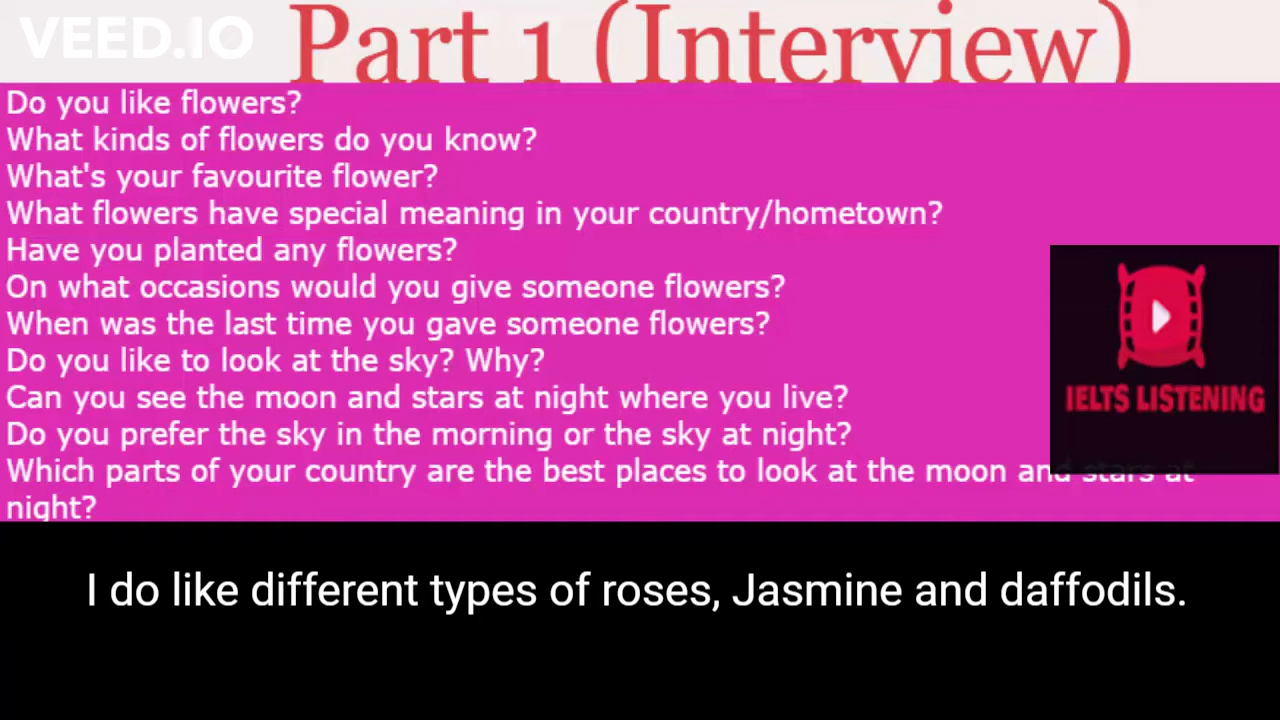 VEED.IO
Part 1 (Interview)
Do you like flowers?
What kinds of flowers do you know?
What's your favourite flower?
What flowers have special meaning in your country/hometown?
Have you planted any flowers?
On what occasions would you give someone flowers?
When was the last time you gave someone flowers?
Do you like to look at the sky? Why?
Can you see the moon and stars at night where you live?
Do you prefer the sky in the morning or the sky at night?
Which parts of your country are the best places to look at the moon and stars at
night?
IELTS LISTENING
I do like different types of roses, Jasmine and daffodils.